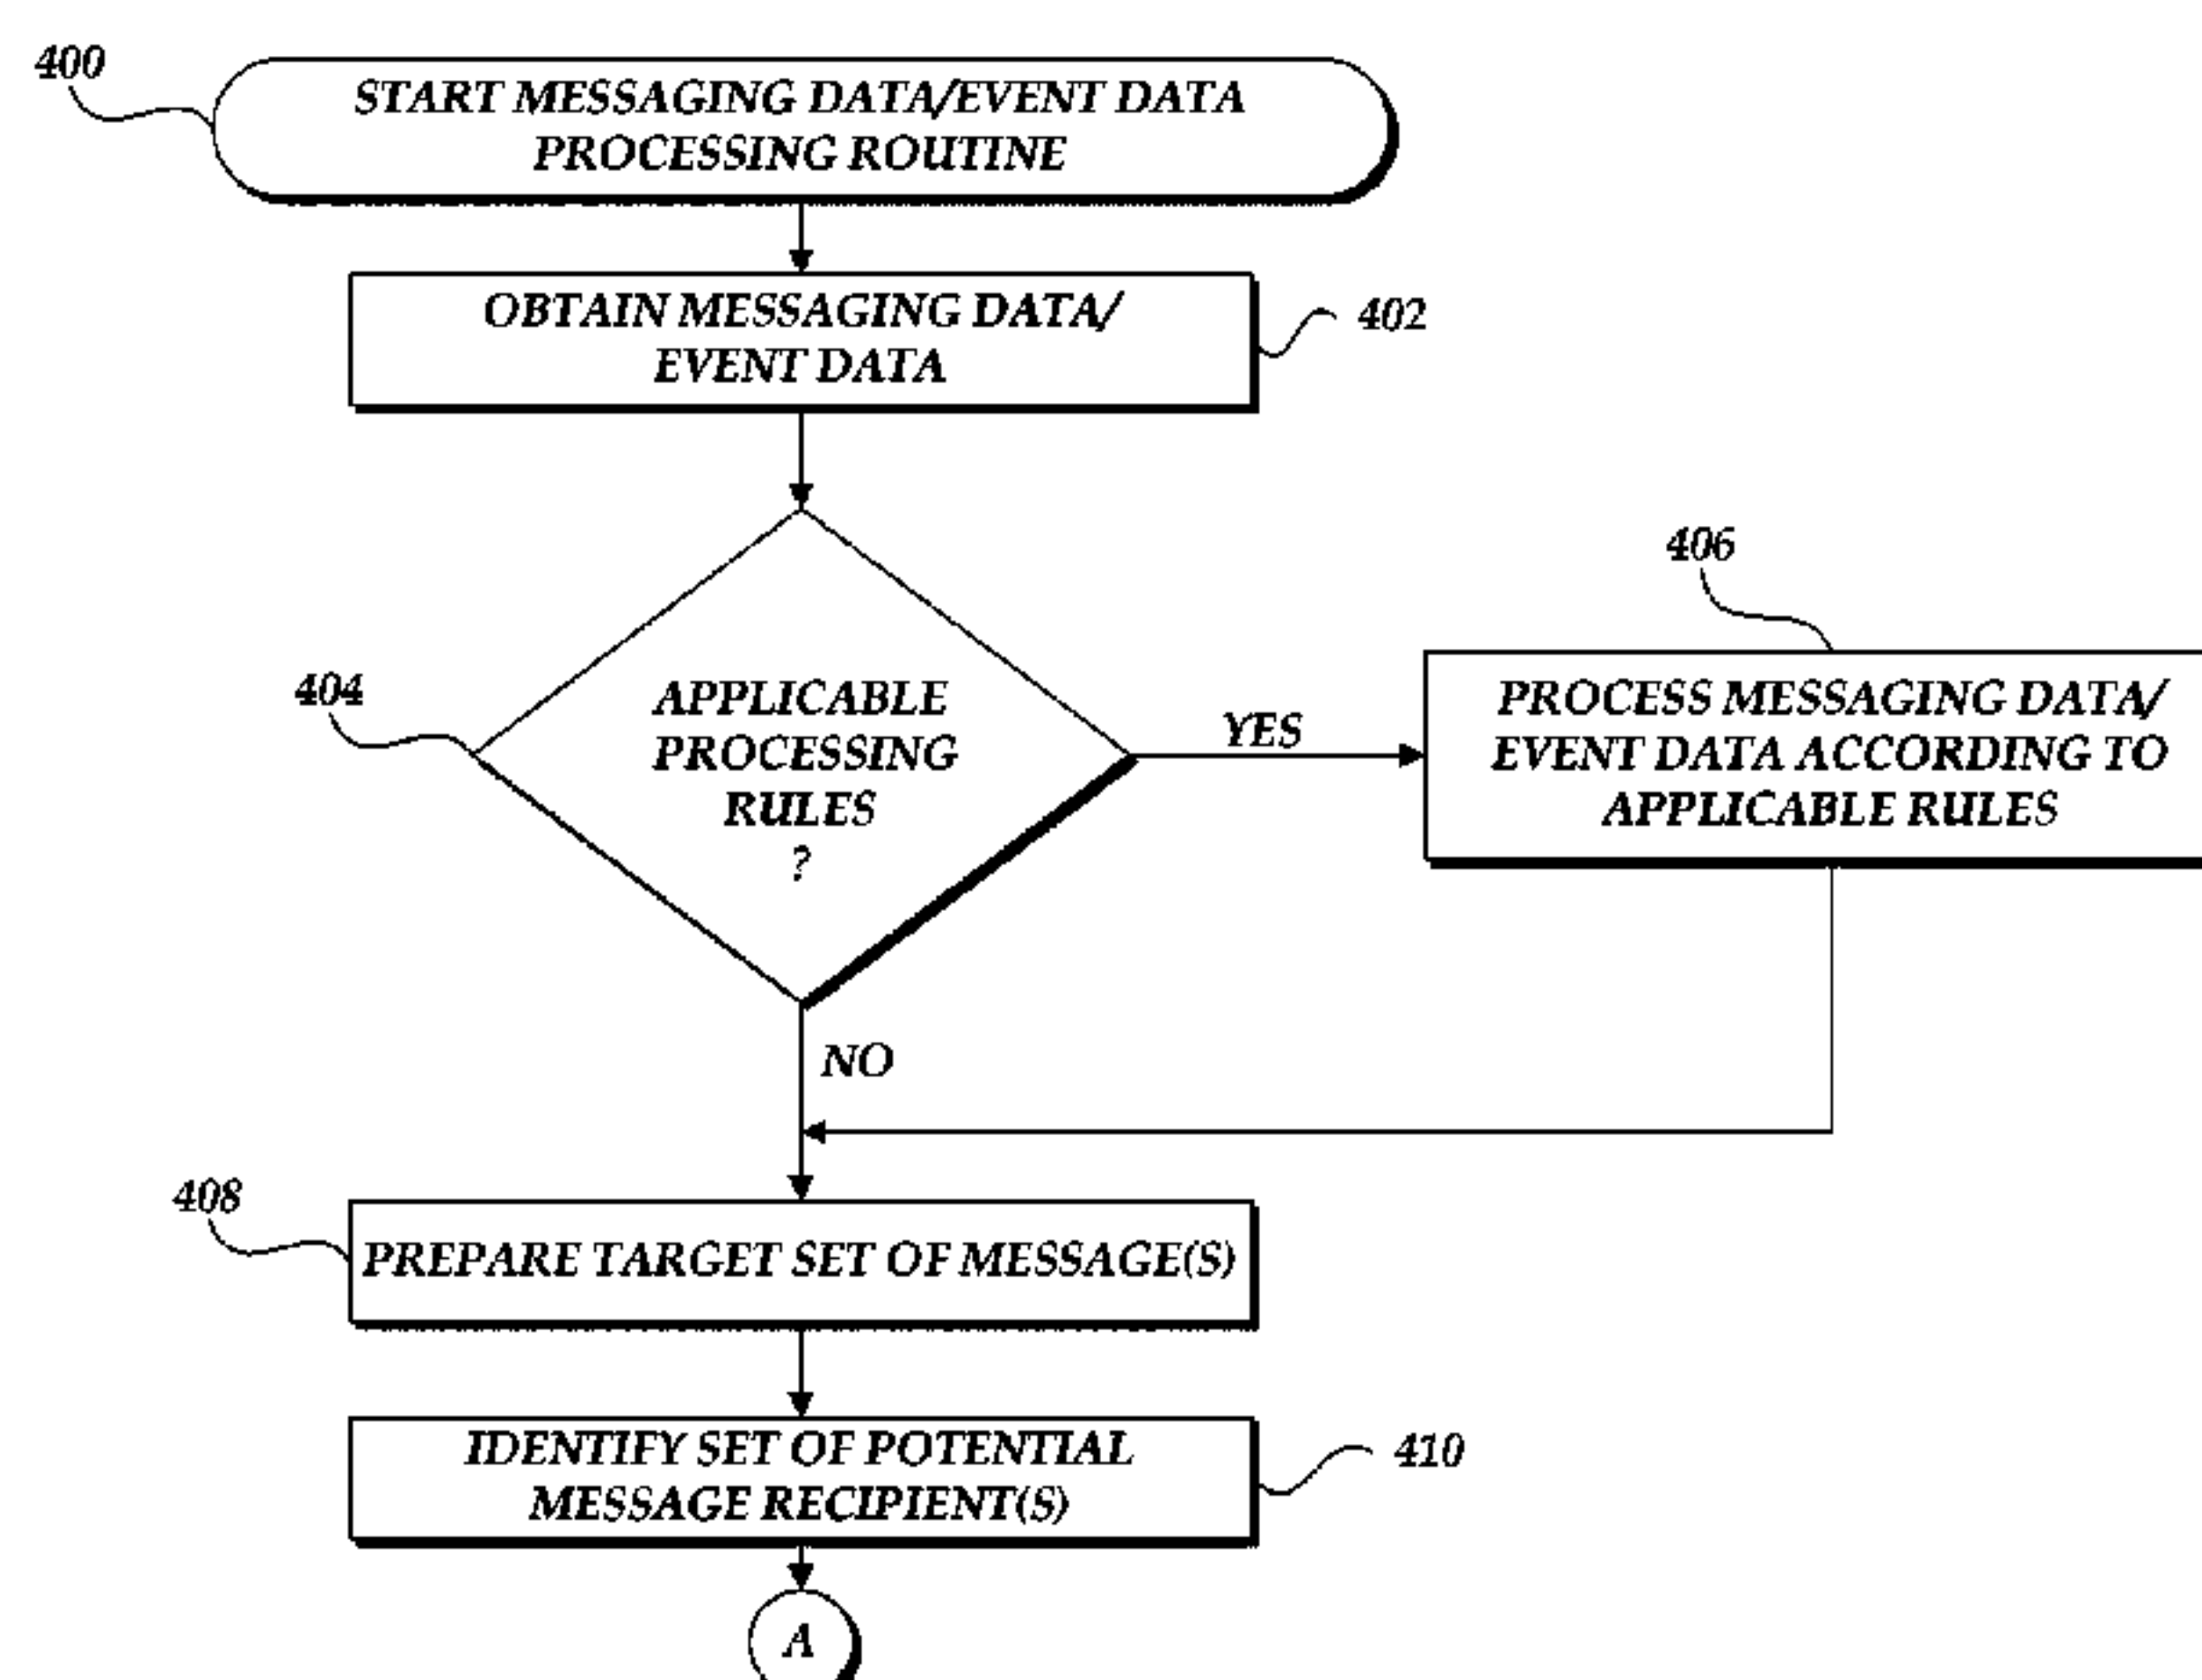 400
START MESSAGING DATA/EVENT DATA
PROCESSING ROUTINE
OBTAIN MESSAGING DATA/
EVENT DATA
402
404
APPLICABLE
PROCESSING
RULES
?
YES
406
PROCESS MESSAGING DATA/
EVENT DATA ACCORDING TO
APPLICABLE RULES
NO
408
PREPARE TARGET SET OF MESSAGE(S)
IDENTIFY SET OF POTENTIAL
MESSAGE RECIPIENT(S)
410
A